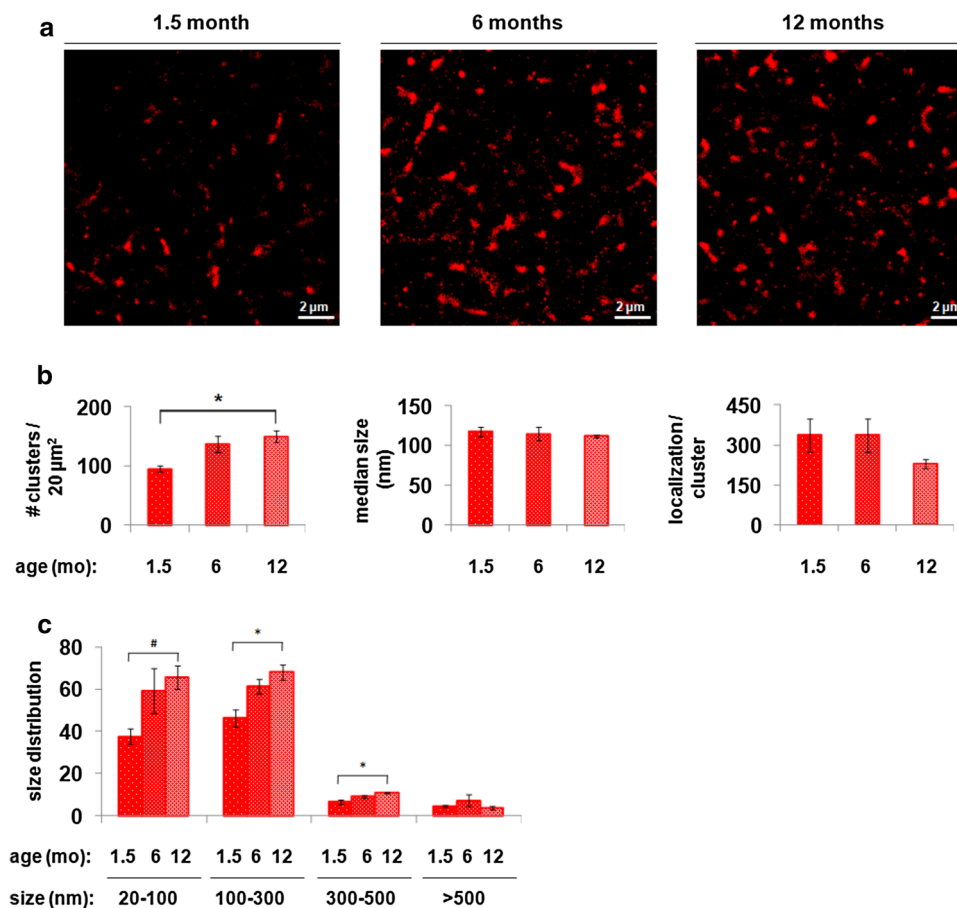 a
1.5 month 6 months 12 months
2 µm 2 µm 2 µm
b
# clusters / 20 µm²
200
100
0
*
age (mo): 1.5 6 12
median size (nm)
150
100
50
0
1.5 6 12
localization/ cluster
450
300
150
0
1.5 6 12
c
size distribution
80
60
40
20
0
# * *
age (mo): 1.5 6 12 1.5 6 12 1.5 6 12 1.5 6 12
size (nm): 20-100 100-300 300-500 >500